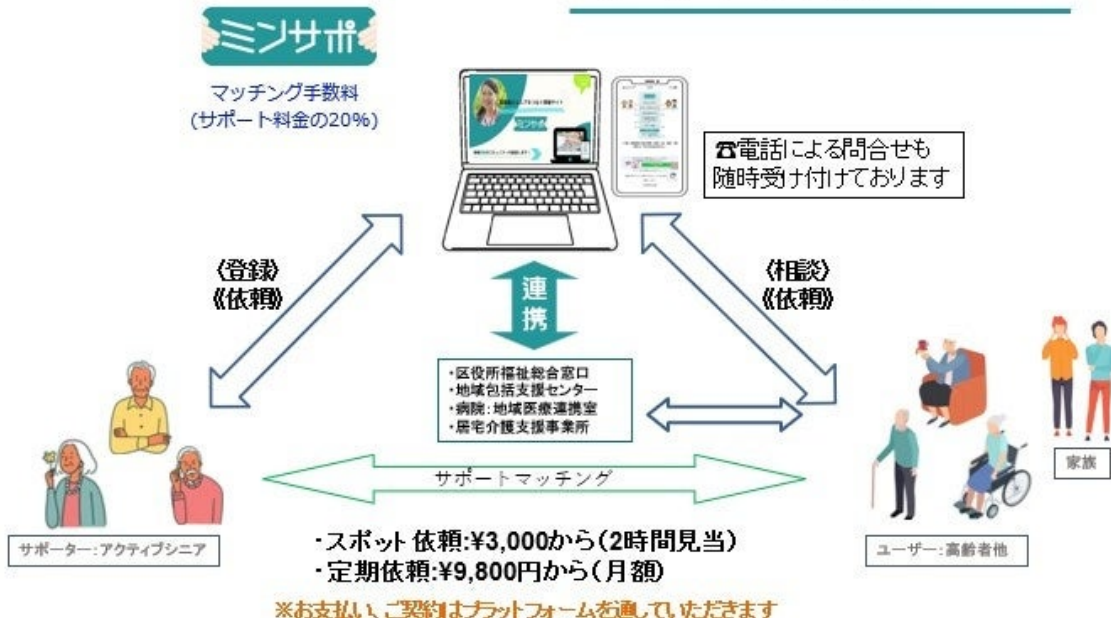 ミンサポ
マッチング手数料
(サポート料金の20%)
☎電話による問合せも
随時受け付けております
《登録》
《依頼》
連携
《相談》
《依頼》
・区役所福祉総合窓口
・地域包括支援センター
・病院:地域医療連携室
・居宅介護支援事業所
家族
サポートマッチング
サポーター:アクティブシニア
ユーザー:高齢者他
・スポット依頼:¥3,000から(2時間見当)
・定期依頼:¥9,800円から(月額)
※お支払い、ご契約はプラットフォームを通していただきます